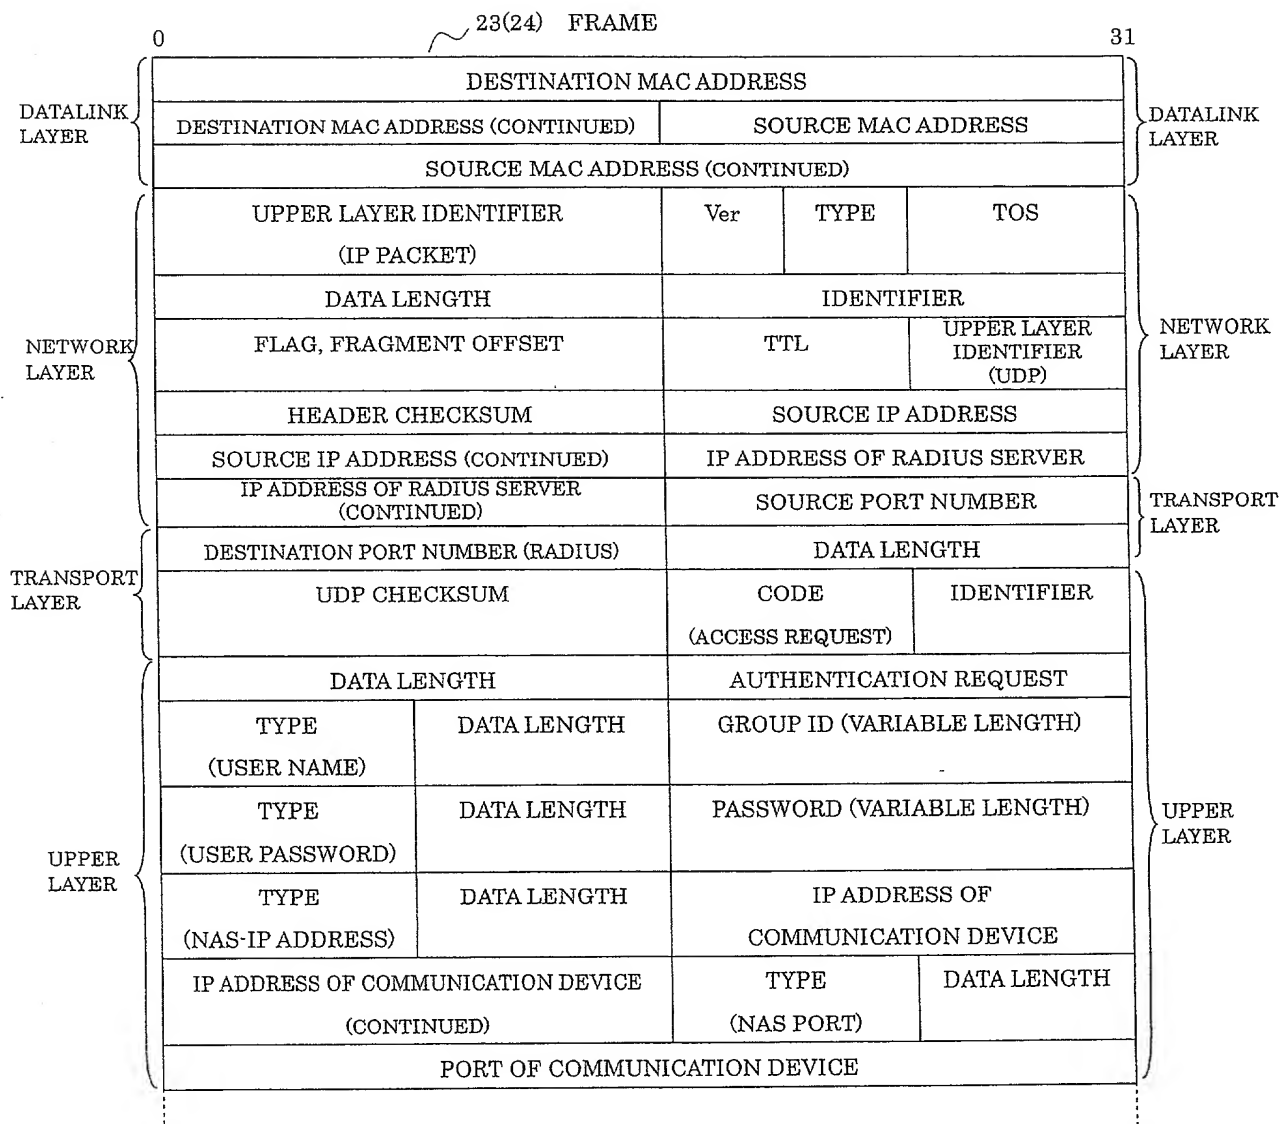 23(24) FRAME
0
31
DESTINATION MAC ADDRESS
DATALINK
LAYER
DESTINATION MAC ADDRESS (CONTINUED)
SOURCE MAC ADDRESS
DATALINK
LAYER
SOURCE MAC ADDRESS (CONTINUED)
UPPER LAYER IDENTIFIER
(IP PACKET)
Ver
TYPE
TOS
DATA LENGTH
IDENTIFIER
NETWORK
LAYER
FLAG, FRAGMENT OFFSET
TTL
UPPER LAYER
IDENTIFIER
(UDP)
NETWORK
LAYER
HEADER CHECKSUM
SOURCE IP ADDRESS
SOURCE IP ADDRESS (CONTINUED)
IP ADDRESS OF RADIUS SERVER
IP ADDRESS OF RADIUS SERVER
(CONTINUED)
SOURCE PORT NUMBER
TRANSPORT
LAYER
DESTINATION PORT NUMBER (RADIUS)
DATA LENGTH
TRANSPORT
LAYER
UDP CHECKSUM
CODE
(ACCESS REQUEST)
IDENTIFIER
DATA LENGTH
AUTHENTICATION REQUEST
TYPE
(USER NAME)
DATA LENGTH
GROUP ID (VARIABLE LENGTH)
TYPE
(USER PASSWORD)
DATA LENGTH
PASSWORD (VARIABLE LENGTH)
UPPER
LAYER
UPPER
LAYER
TYPE
(NAS-IP ADDRESS)
DATA LENGTH
IP ADDRESS OF
COMMUNICATION DEVICE
IP ADDRESS OF COMMUNICATION DEVICE
(CONTINUED)
TYPE
(NAS PORT)
DATA LENGTH
PORT OF COMMUNICATION DEVICE